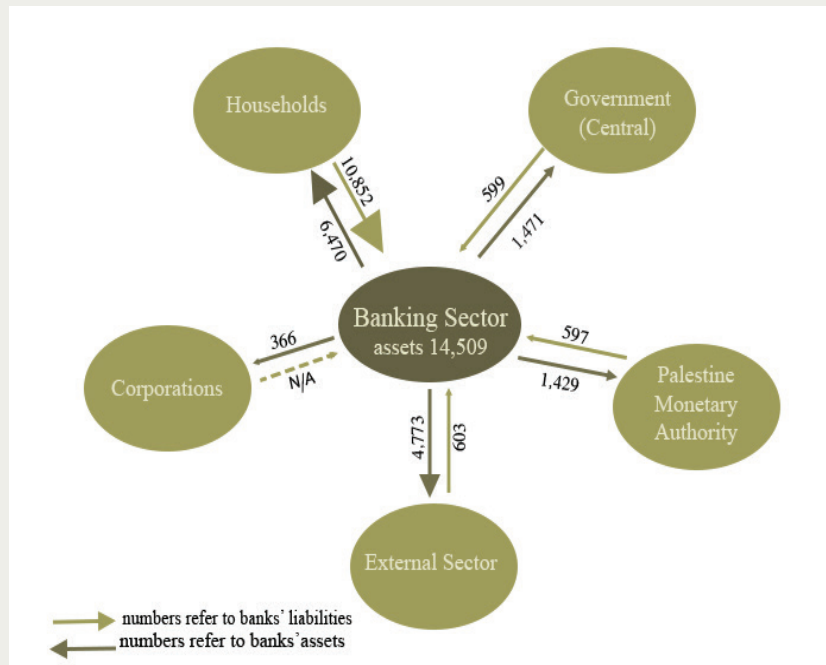 Households
Government
(Central)
10,852
6,470
599
1,471
Banking Sector
assets 14,509
366
N/A
Corporations
597
1,429
Palestine
Monetary
Authority
4,773
603
External Sector
numbers refer to banks' liabilities
numbers refer to banks'assets